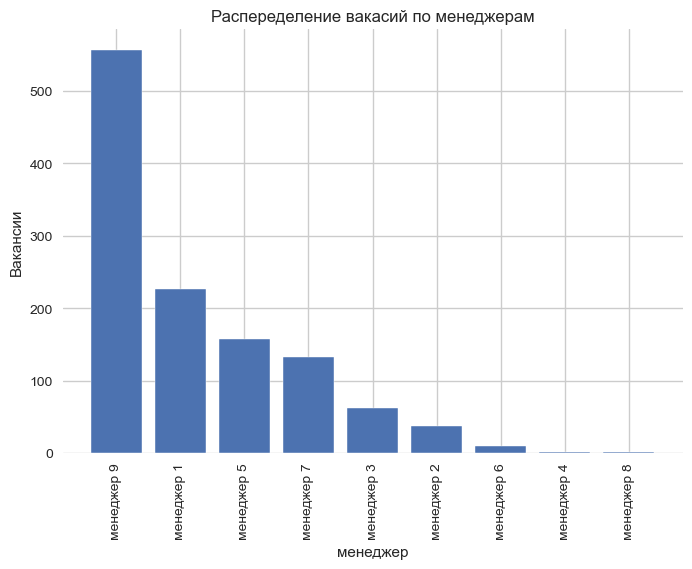 Распеределение вакасий по менеджерам
Вакансии
500
400
300
200
100
0
менеджер 9
менеджер 1
менеджер 5
менеджер 7
менеджер 3
менеджер 2
менеджер 6
менеджер 4
менеджер 8
менеджер